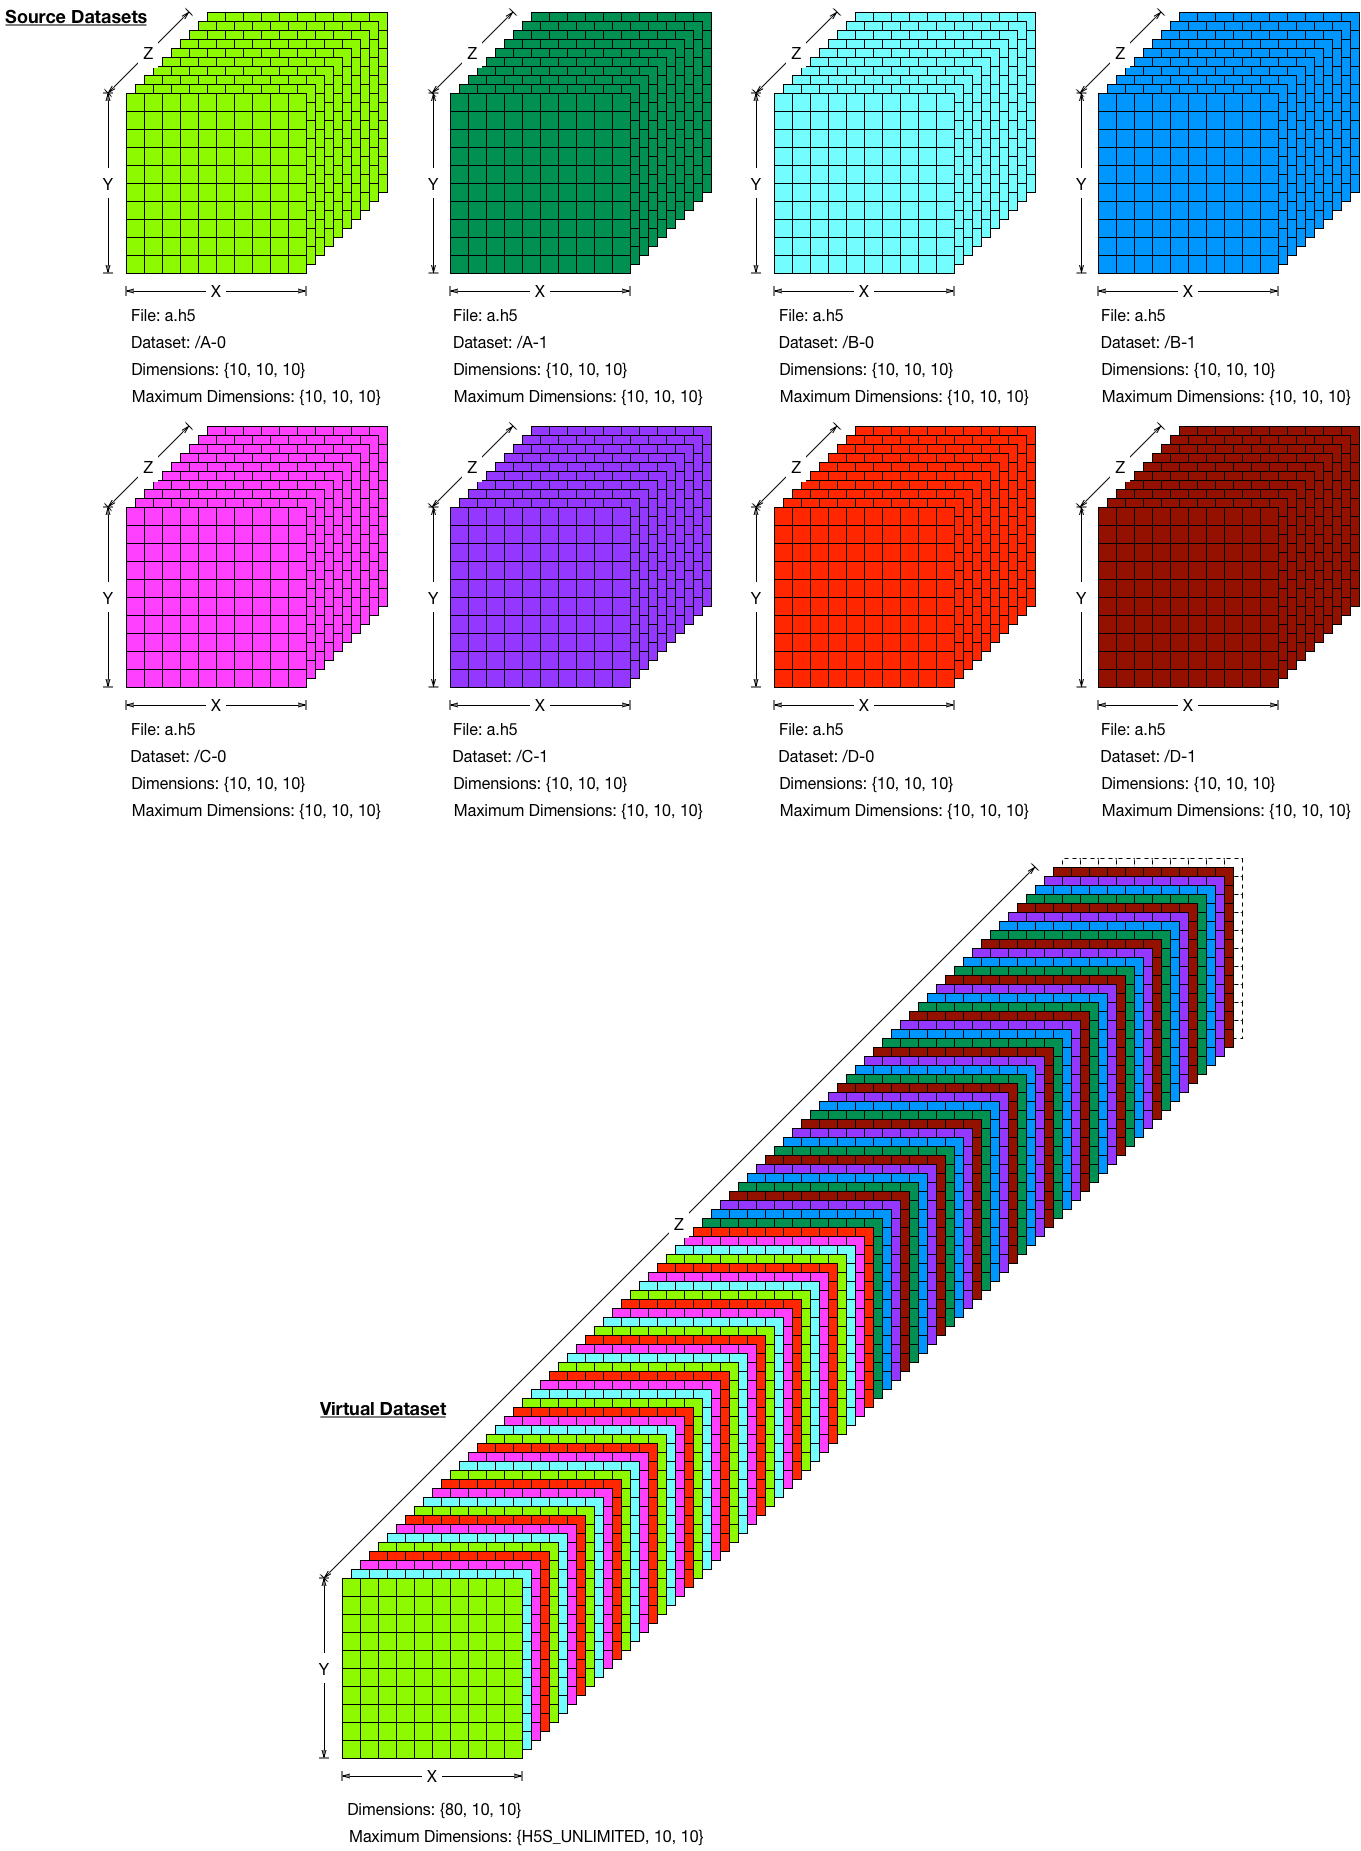 Source Datasets
Z Z Z Z
Y Y Y Y
X X X X
File: a.h5 File: a.h5 File: a.h5 File: a.h5
Dataset: /A-0 Dataset: /A-1 Dataset: /B-0 Dataset: /B-1
Dimensions: {10, 10, 10} Dimensions: {10, 10, 10} Dimensions: {10, 10, 10} Dimensions: {10, 10, 10}
Maximum Dimensions: {10, 10, 10} Maximum Dimensions: {10, 10, 10} Maximum Dimensions: {10, 10, 10} Maximum Dimensions: {10, 10, 10}
Z Z Z Z
Y Y Y Y
X X X X
File: a.h5 File: a.h5 File: a.h5 File: a.h5
Dataset: /C-0 Dataset: /C-1 Dataset: /D-0 Dataset: /D-1
Dimensions: {10, 10, 10} Dimensions: {10, 10, 10} Dimensions: {10, 10, 10} Dimensions: {10, 10, 10}
Maximum Dimensions: {10, 10, 10} Maximum Dimensions: {10, 10, 10} Maximum Dimensions: {10, 10, 10} Maximum Dimensions: {10, 10, 10}
Z
Virtual Dataset
Y
X
Dimensions: {80, 10, 10}
Maximum Dimensions: {H5S_UNLIMITED, 10, 10}